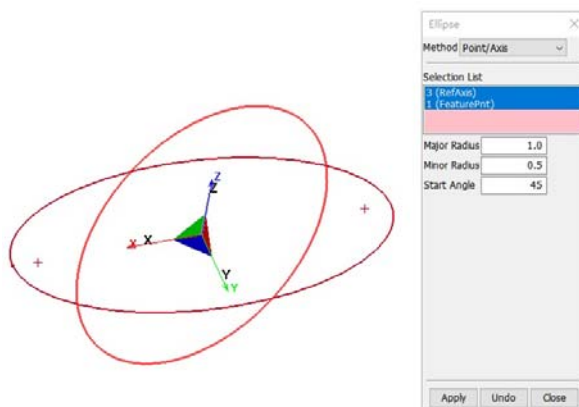 Ellipse
Method Point/Axis
Selection List
3 (RefAxis)
1 (FeaturePnt)
Major Radius 1.0
Minor Radius 0.5
Start Angle 45
Z
Z
X X
Y
Y
Apply Undo Close